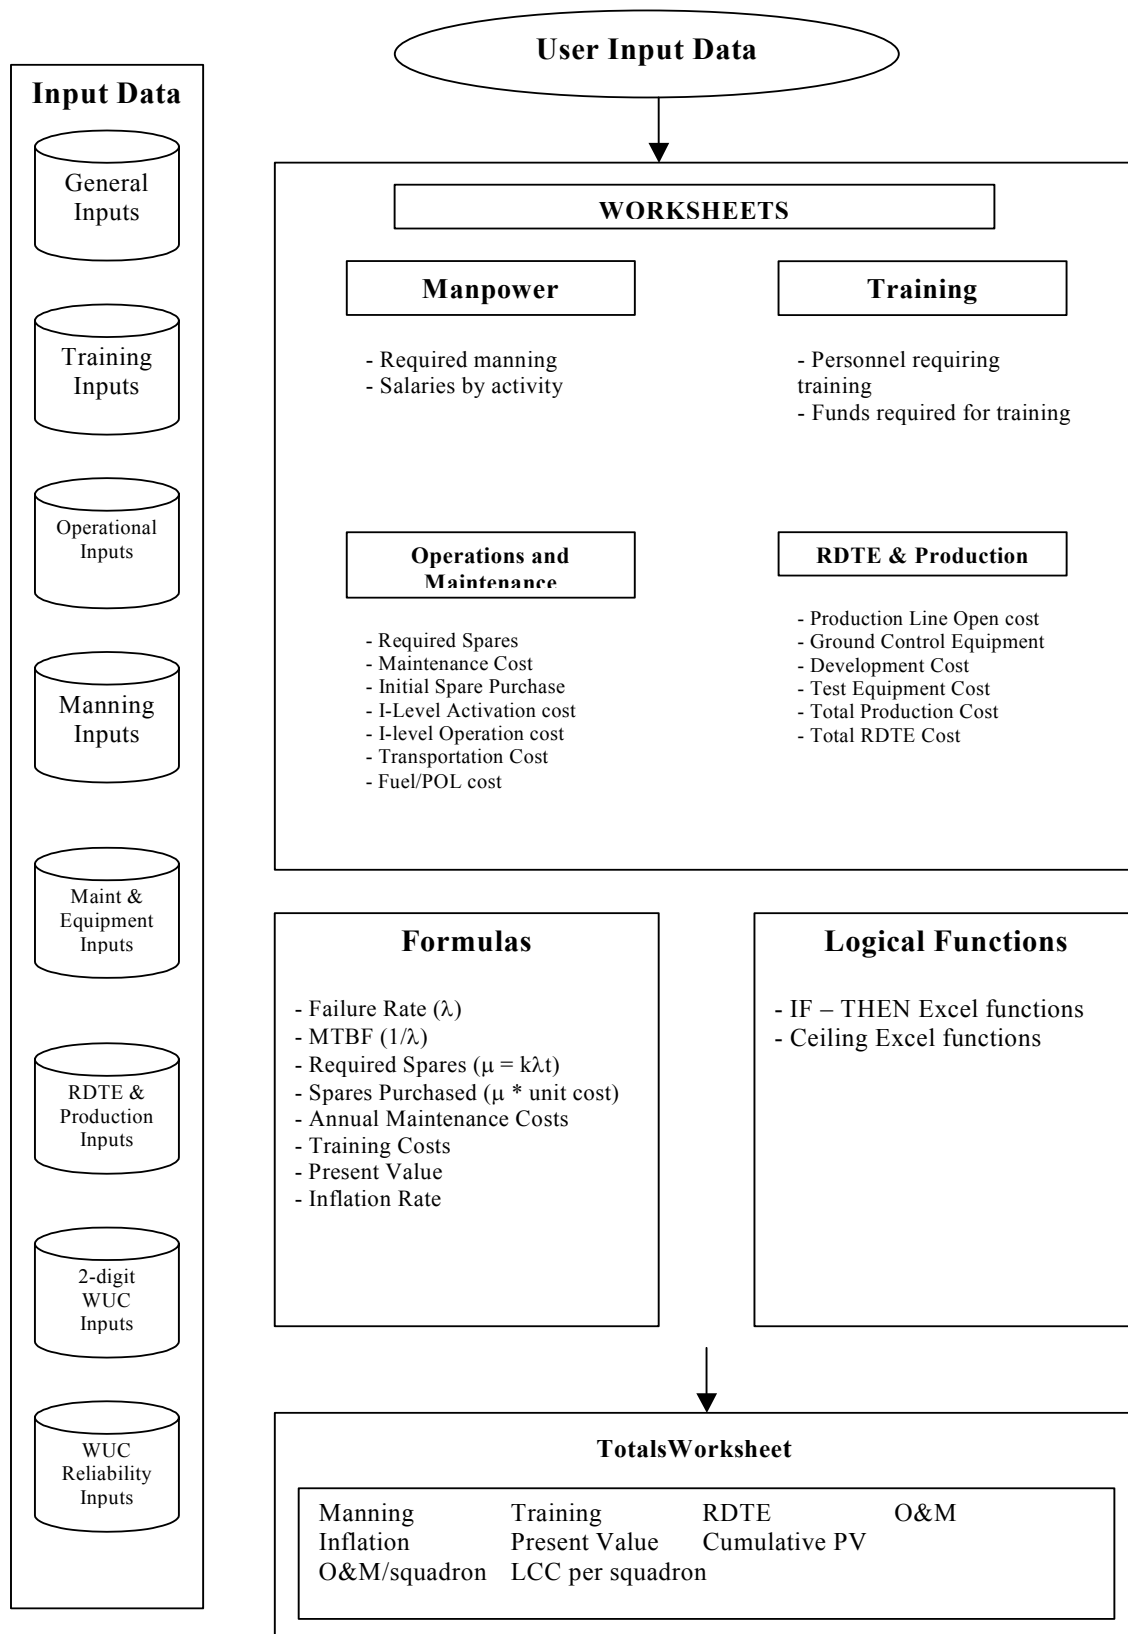 User Input Data
Input Data
General
Inputs
Training
Inputs
Operational
Inputs
Manning
Inputs
Maint &
Equipment
Inputs
RDTE &
Production
Inputs
2-digit
WUC
Inputs
WUC
Reliability
Inputs
WORKSHEETS
Manpower
- Required manning
- Salaries by activity
Training
- Personnel requiring
training
- Funds required for training
Operations and
Maintenance
- Required Spares
- Maintenance Cost
- Initial Spare Purchase
- I-Level Activation cost
- I-level Operation cost
- Transportation Cost
- Fuel/POL cost
RDTE & Production
- Production Line Open cost
- Ground Control Equipment
- Development Cost
- Test Equipment Cost
- Total Production Cost
- Total RDTE Cost
Formulas
- Failure Rate (λ)
- MTBF (1/λ)
- Required Spares (μ = kλt)
- Spares Purchased (μ * unit cost)
- Annual Maintenance Costs
- Training Costs
- Present Value
- Inflation Rate
Logical Functions
- IF – THEN Excel functions
- Ceiling Excel functions
TotalsWorksheet
Manning Training RDTE O&M
Inflation Present Value Cumulative PV
O&M/squadron LCC per squadron